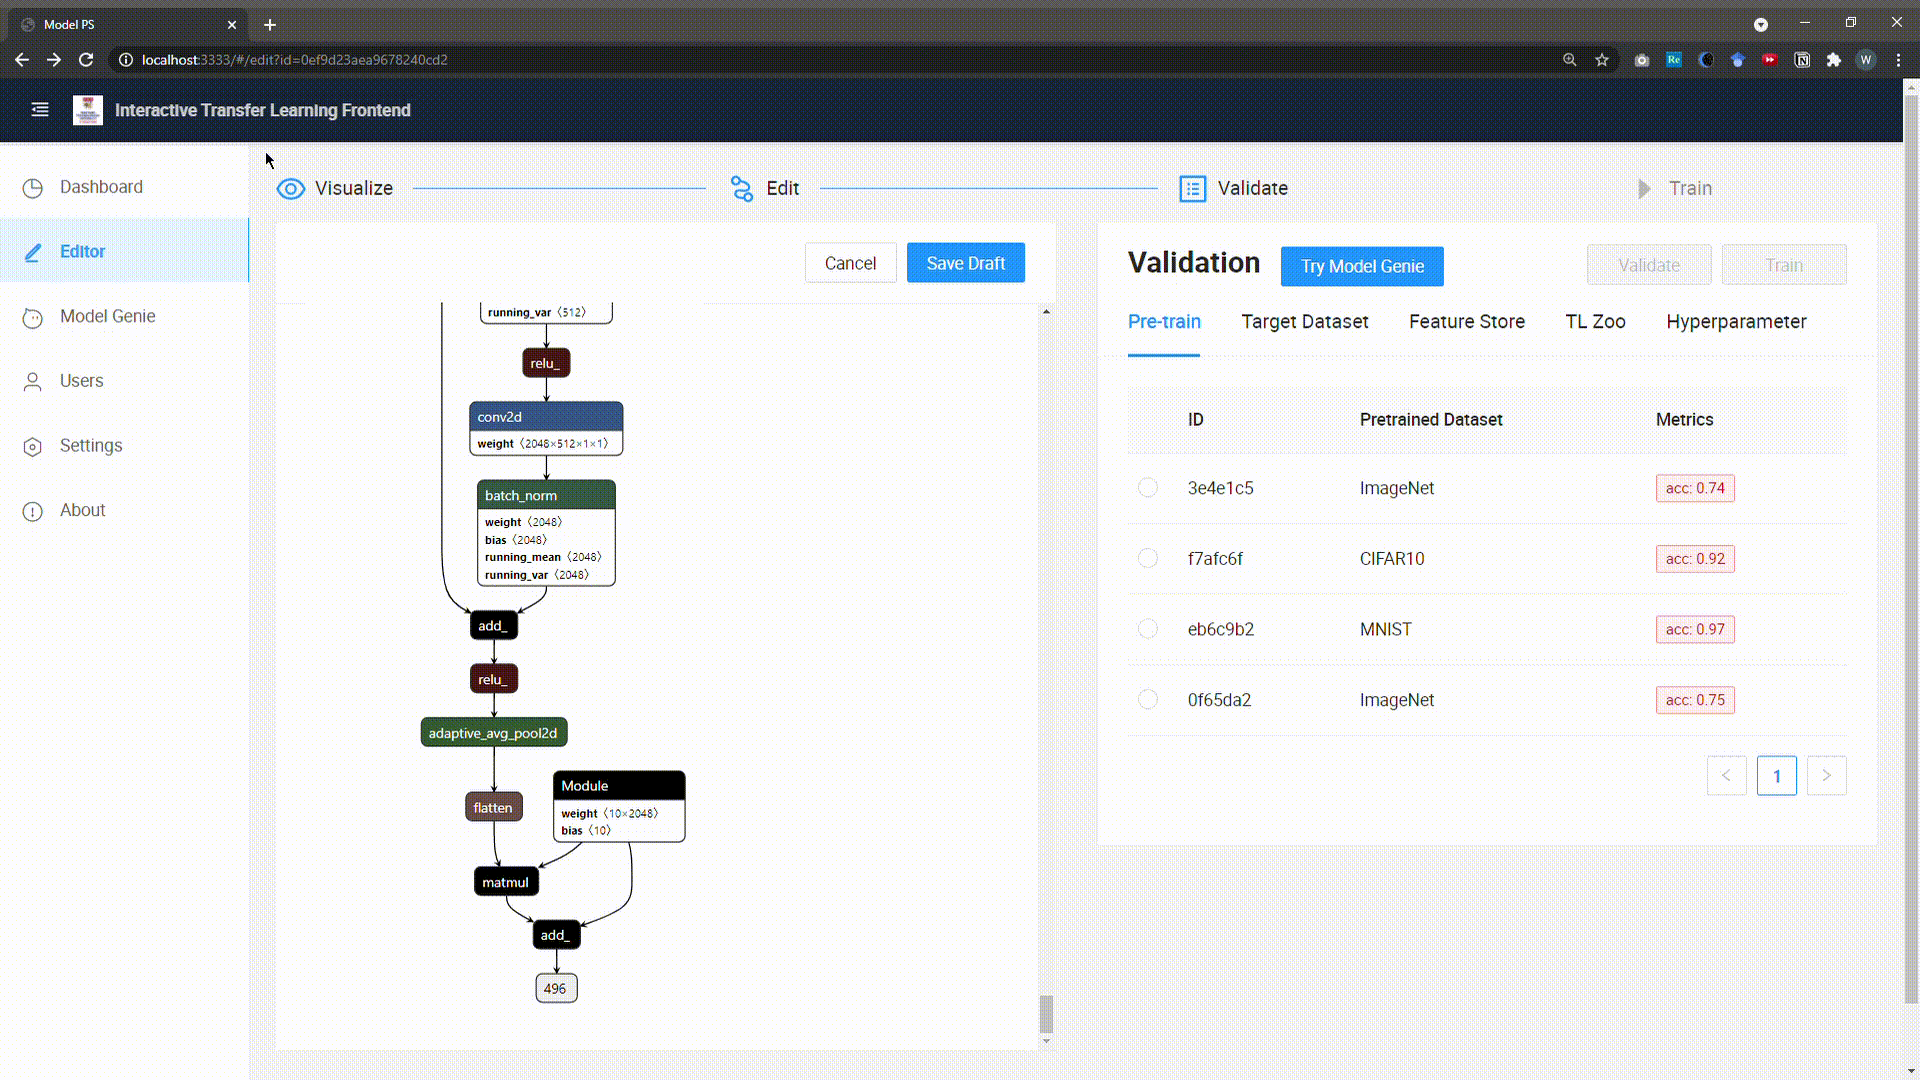 Model PS
localhost:3333/#/edit?id=0ef9d23aea9678240cd2
Re
W
Interactive Transfer Learning Frontend
Dashboard
Editor
Model Genie
Users
Settings
About
Visualize
Edit
Validate
Train
Cancel
Save Draft
running_var 〈512〉
relu_
conv2d
weight 〈2048×512×1×1〉
batch_norm
weight 〈2048〉
bias 〈2048〉
running_mean 〈2048〉
running_var 〈2048〉
add_
relu_
adaptive_avg_pool2d
Module
weight 〈10×2048〉
bias 〈10〉
flatten
matmul
add_
496
Validation
Try Model Genie
Validate
Train
Pre-train
Target Dataset
Feature Store
TL Zoo
Hyperparameter
ID Pretrained Dataset Metrics
3e4e1c5 ImageNet acc: 0.74
f7afc6f CIFAR10 acc: 0.92
eb6c9b2 MNIST acc: 0.97
0f65da2 ImageNet acc: 0.75
< 1 >